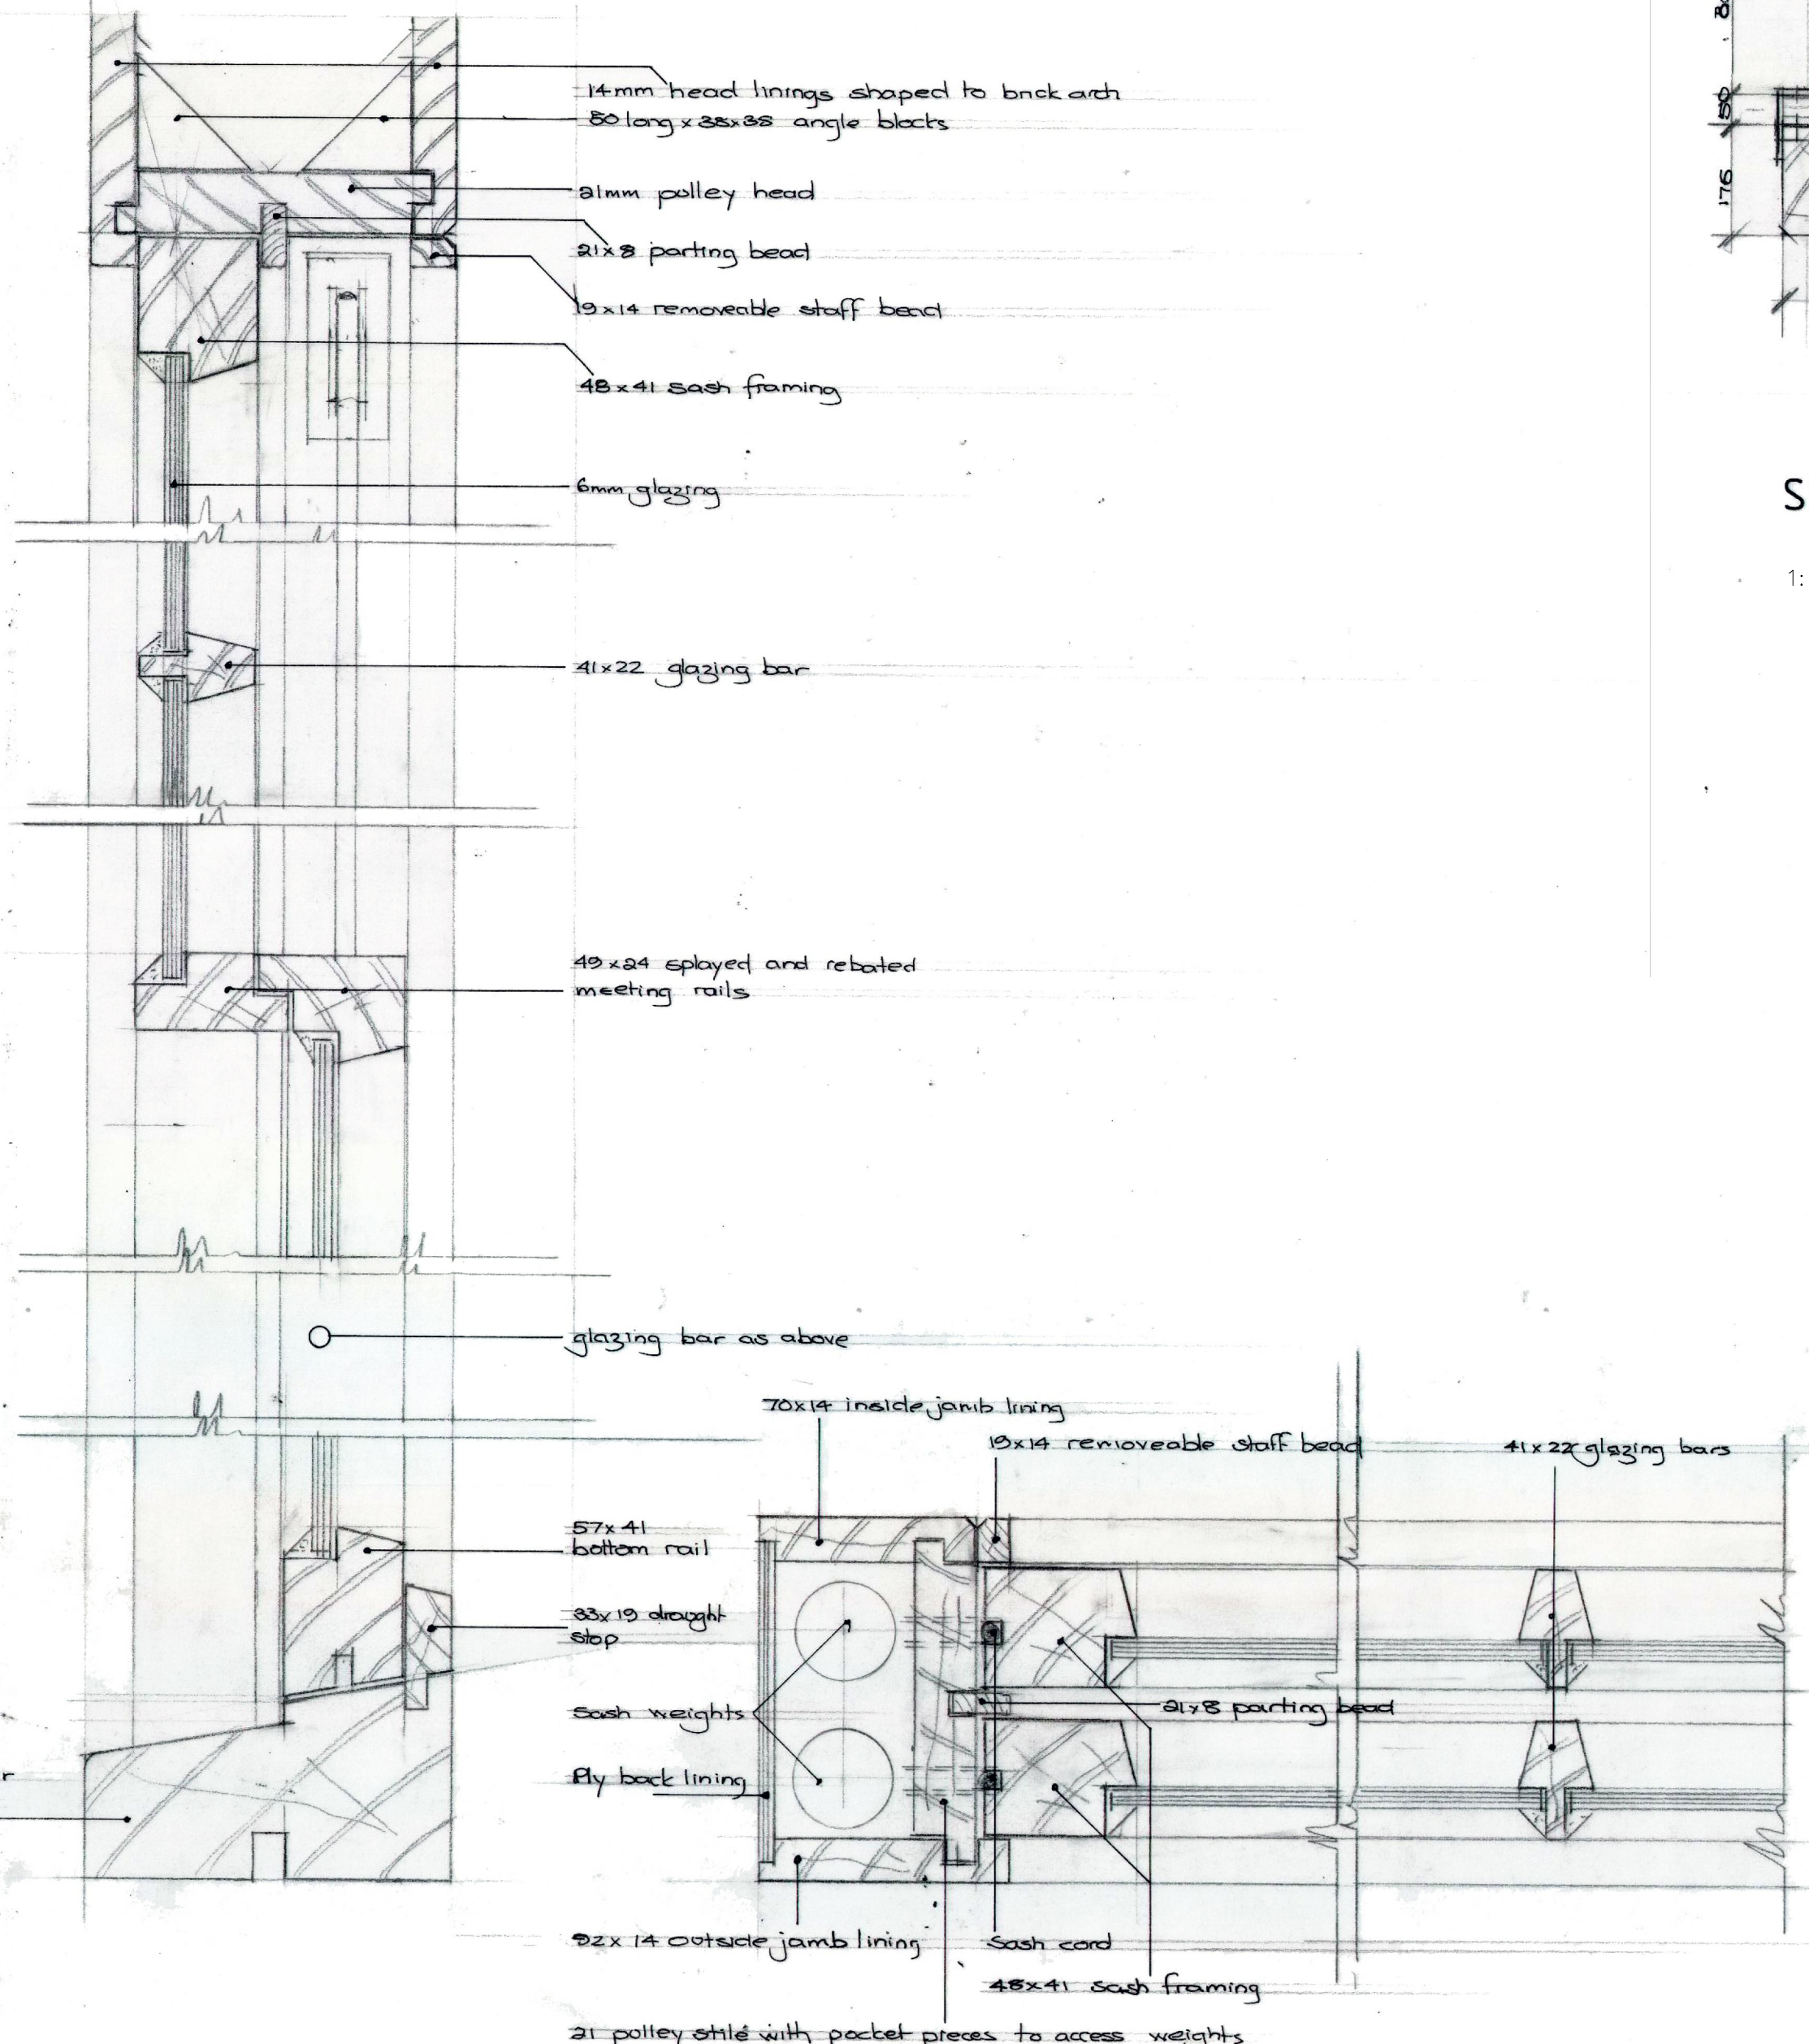 14mm head linings shaped to brick arch
50 long x 38x38 angle blocks
21mm pulley head
21x8 parting bead
19x14 removeable staff bead
48x41 sash framing
6mm glazing
41x22 glazing bar
49x24 splayed and rebated
meeting rails
glazing bar as above
57x41
bottom rail
33x19 draught
stop
Sash weights
Ply back lining
70x14 inside jamb lining
19x14 removeable staff bead
41x22 glazing bars
21x8 parting bead
92x14 outside jamb lining
Sash cord
48x41 sash framing
21 pulley stile with pocket pieces to access weights
r
50
176
S
1: